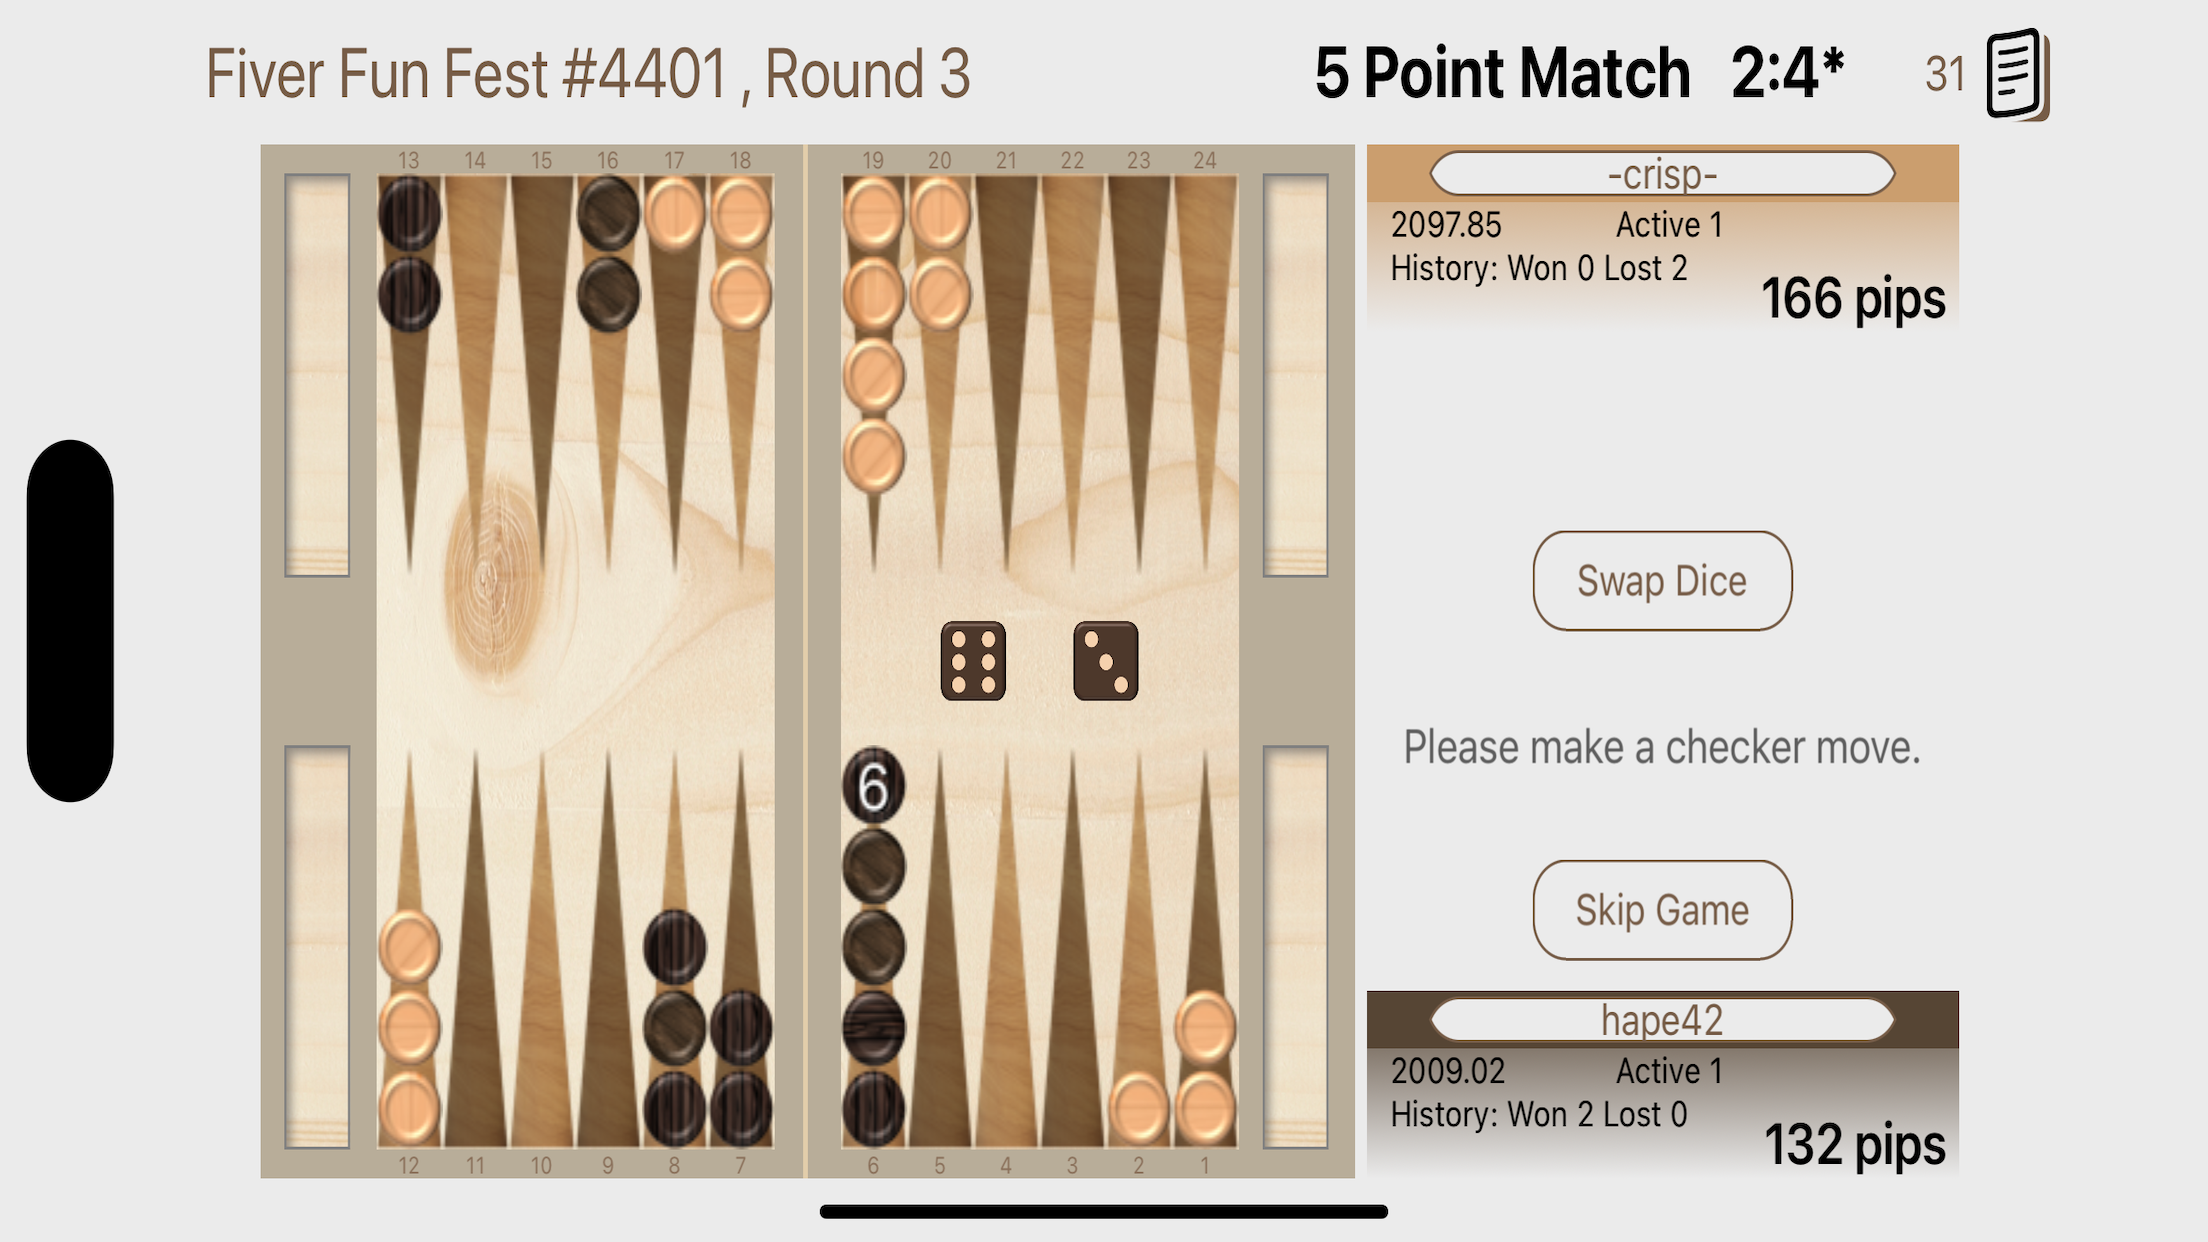 Fiver Fun Fest #4401 , Round 3
5 Point Match 2:4*
31
13 14 15 16 17 18 19 20 21 22 23 24
-crisp-
2097.85 Active 1
History: Won 0 Lost 2
166 pips
Swap Dice
Please make a checker move.
6
Skip Game
hape42
2009.02 Active 1
History: Won 2 Lost 0
132 pips
12 11 10 9 8 7 6 5 4 3 2 1